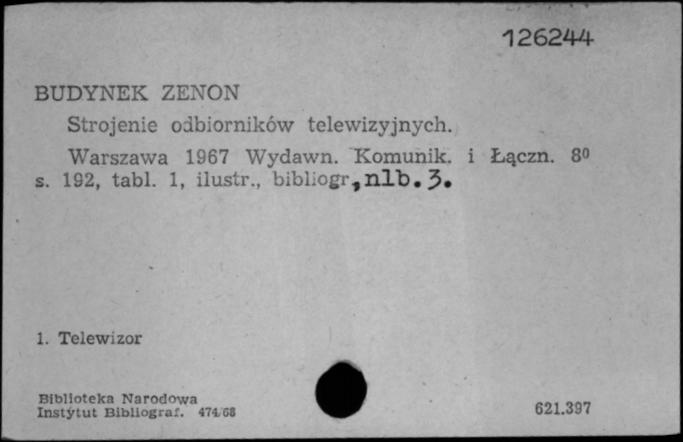 126244
BUDYNEK ZENON
Strojenie odbiorników telewizyjnych.
Warszawa 1967 Wydawn. Komunik. i Łączn. 8⁰
s. 192, tabl. 1, ilustr., bibliogr., nlb. 3.
1. Telewizor
Biblioteka Narodowa
Instytut Bibliograf. 474/68
621.397